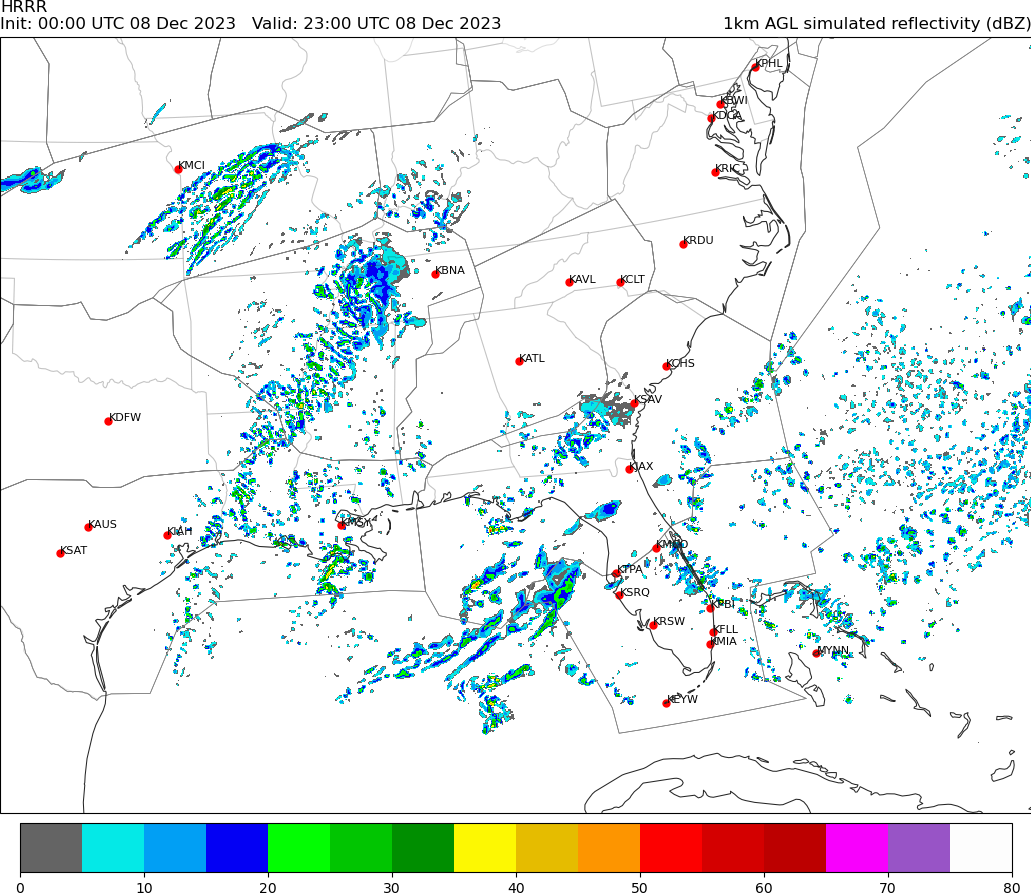 HRRR
Init: 00:00 UTC 08 Dec 2023   Valid: 23:00 UTC 08 Dec 2023   1km AGL simulated reflectivity (dBZ)
KPHL
KBWI
KDCA
KMCI
KRIC
KRDU
KBNA
KAVL KCLT
KATL
KCHS
KSAV
KDFW
KJAX
KAUS
KMSY
KIAH
KSAT
KMCO
KTPA
KSRQ
KPBI
KRSW
KFLL
KMIA
MYNN
KEYW
0 10 20 30 40 50 60 70 80